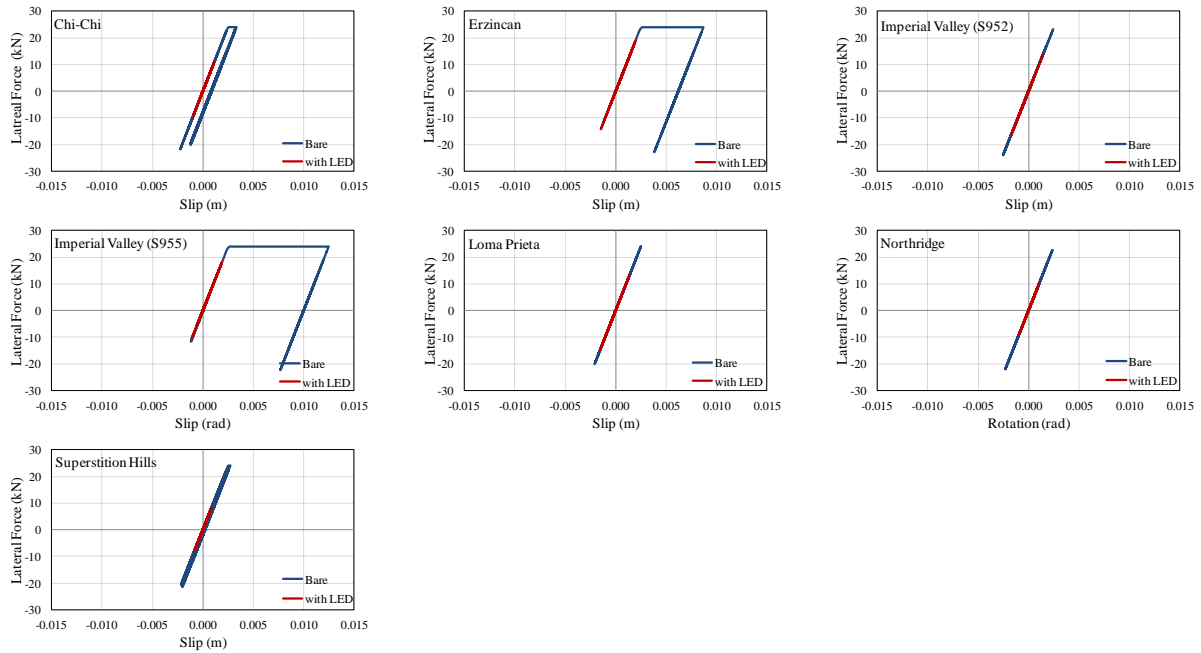 Chi-Chi
Latreal Force (kN)
30
20
10
0
-10
-20
-30
-0.015 -0.010 -0.005 0.000 0.005 0.010 0.015
Slip (m)
Bare
with LED
Erzincan
Lateral Force (kN)
30
20
10
0
-10
-20
-30
-0.015 -0.010 -0.005 0.000 0.005 0.010 0.015
Slip (m)
Bare
with LED
Imperial Valley (S952)
Lateral Force (kN)
30
20
10
0
-10
-20
-30
-0.015 -0.010 -0.005 0.000 0.005 0.010 0.015
Slip (m)
Bare
with LED
Imperial Valley (S955)
Lateral Force (kN)
30
20
10
0
-10
-20
-30
-0.015 -0.010 -0.005 0.000 0.005 0.010 0.015
Slip (rad)
Bare
with LED
Loma Prieta
Lateral Force (kN)
30
20
10
0
-10
-20
-30
-0.015 -0.010 -0.005 0.000 0.005 0.010 0.015
Slip (m)
Bare
with LED
Northridge
Lateral Force (kN)
30
20
10
0
-10
-20
-30
-0.015 -0.010 -0.005 0.000 0.005 0.010 0.015
Rotation (rad)
Bare
with LED
Superstition Hills
Lateral Force (kN)
30
20
10
0
-10
-20
-30
-0.015 -0.010 -0.005 0.000 0.005 0.010 0.015
Slip (m)
Bare
with LED